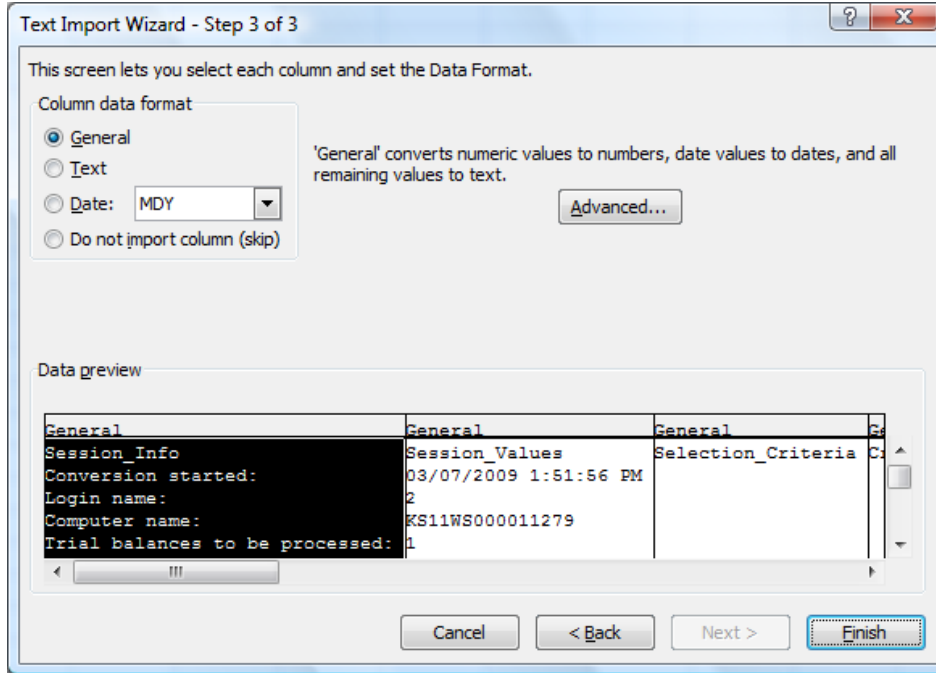 Text Import Wizard - Step 3 of 3
?
X
This screen lets you select each column and set the Data Format.
Column data format
General
Text
Date: MDY
Do not import column (skip)
'General' converts numeric values to numbers, date values to dates, and all
remaining values to text.
Advanced...
Data preview
General General General Ge
Session_Info Session_Values Selection_Criteria
Conversion started: 03/07/2009 1:51:56 PM
Login name: 2
Computer name: KS11WS000011279
Trial balances to be processed: 1
Cancel < Back Next > Finish